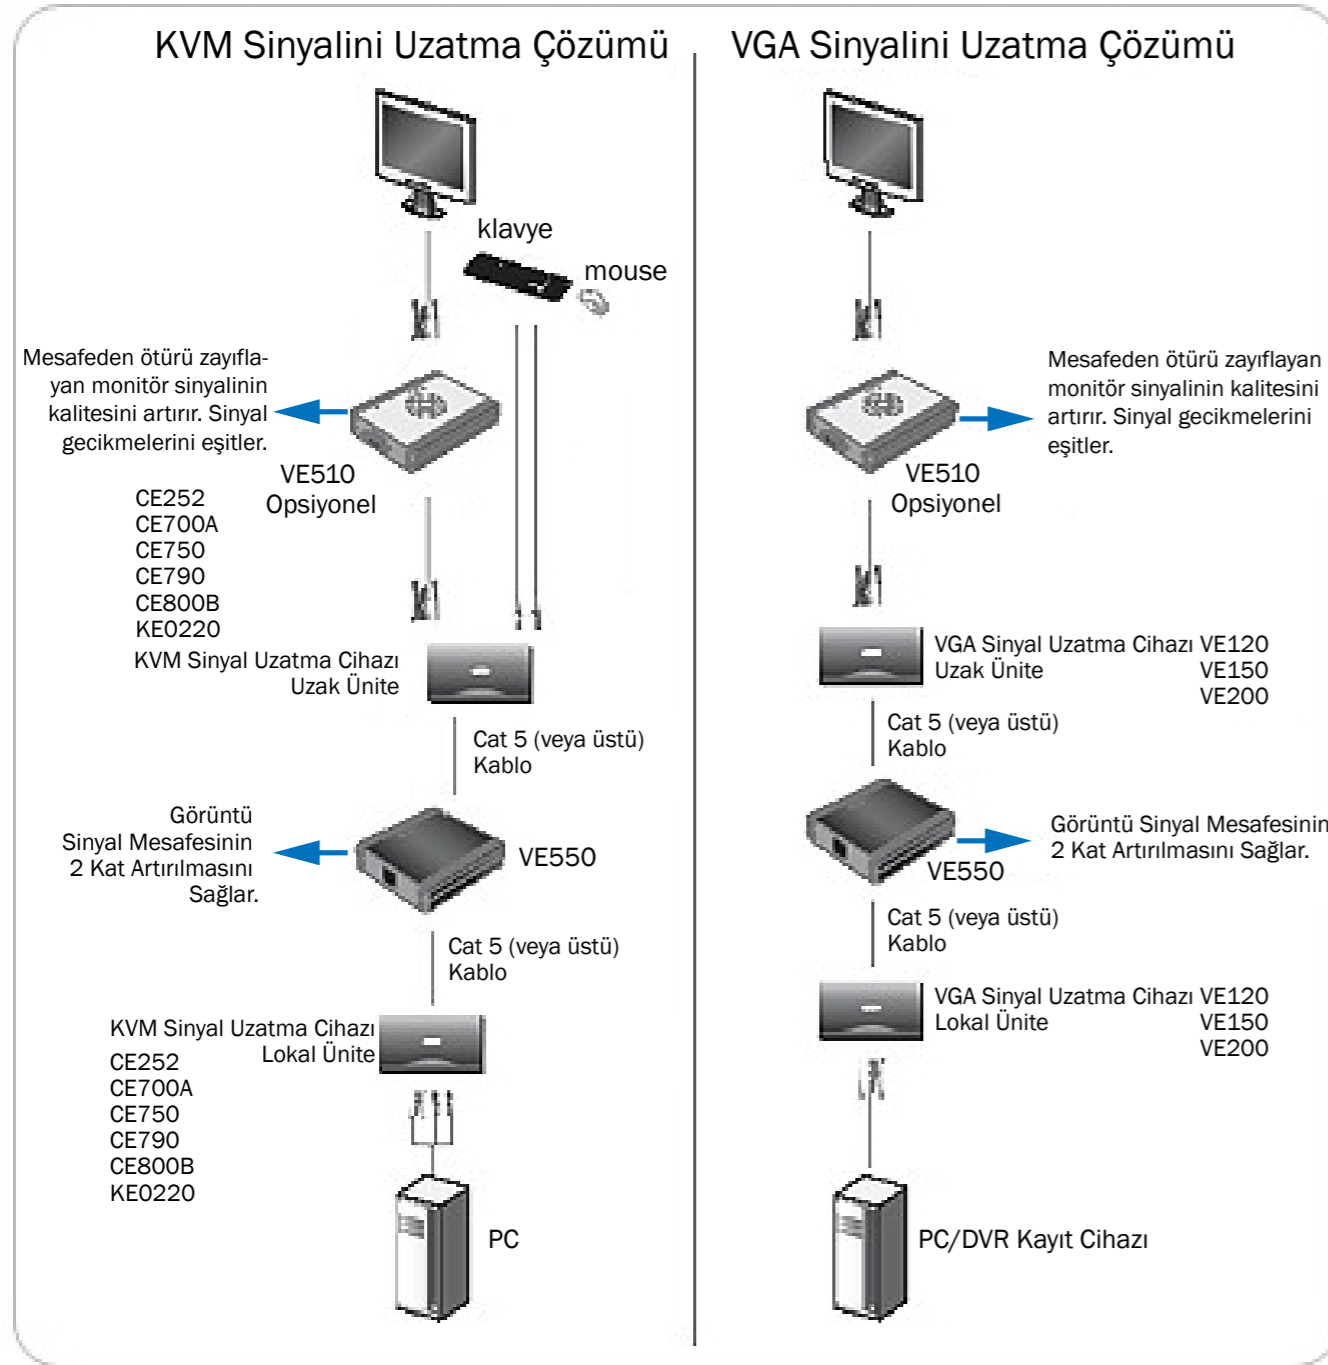 KVM Sinyalini Uzatma Çözümü
klavye
mouse
Mesafeden ötürü zayıfla-
yan monitör sinyalinin
kalitesini artırır. Sinyal
gecikmelerini eşitler.
VE510
Opsiyonel
CE252
CE700A
CE750
CE790
CE800B
KE0220
KVM Sinyal Uzatma Cihazı
Uzak Ünite
Cat 5 (veya üstü)
Kablo
Görüntü
Sinyal Mesafesinin
2 Kat Artırılmasını
Sağlar.
VE550
Cat 5 (veya üstü)
Kablo
KVM Sinyal Uzatma Cihazı
Lokal Ünite
CE252
CE700A
CE750
CE790
CE800B
KE0220
PC
VGA Sinyalini Uzatma Çözümü
Mesafeden ötürü zayıflayan
monitör sinyalinin kalitesini
artırır. Sinyal gecikmelerini
eşitler.
VE510
Opsiyonel
VGA Sinyal Uzatma Cihazı VE120
Uzak Ünite VE150
VE200
Cat 5 (veya üstü)
Kablo
Görüntü Sinyal Mesafesinin
2 Kat Artırılmasını Sağlar.
VE550
Cat 5 (veya üstü)
Kablo
VGA Sinyal Uzatma Cihazı VE120
Lokal Ünite VE150
VE200
PC/DVR Kayıt Cihazı